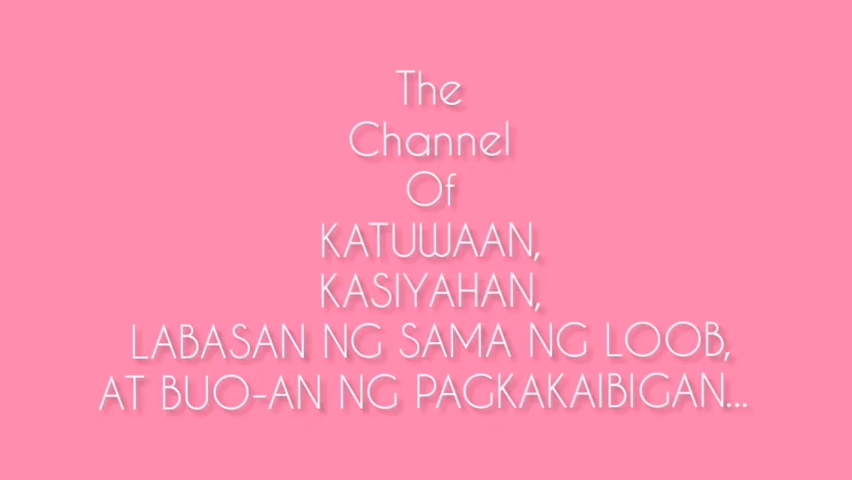 The
Channel
Of
KATUWAAN,
KASIYAHAN,
LABASAN NG SAMA NG LOOB,
AT BUO-AN NG PAGKAKAIBIGAN...